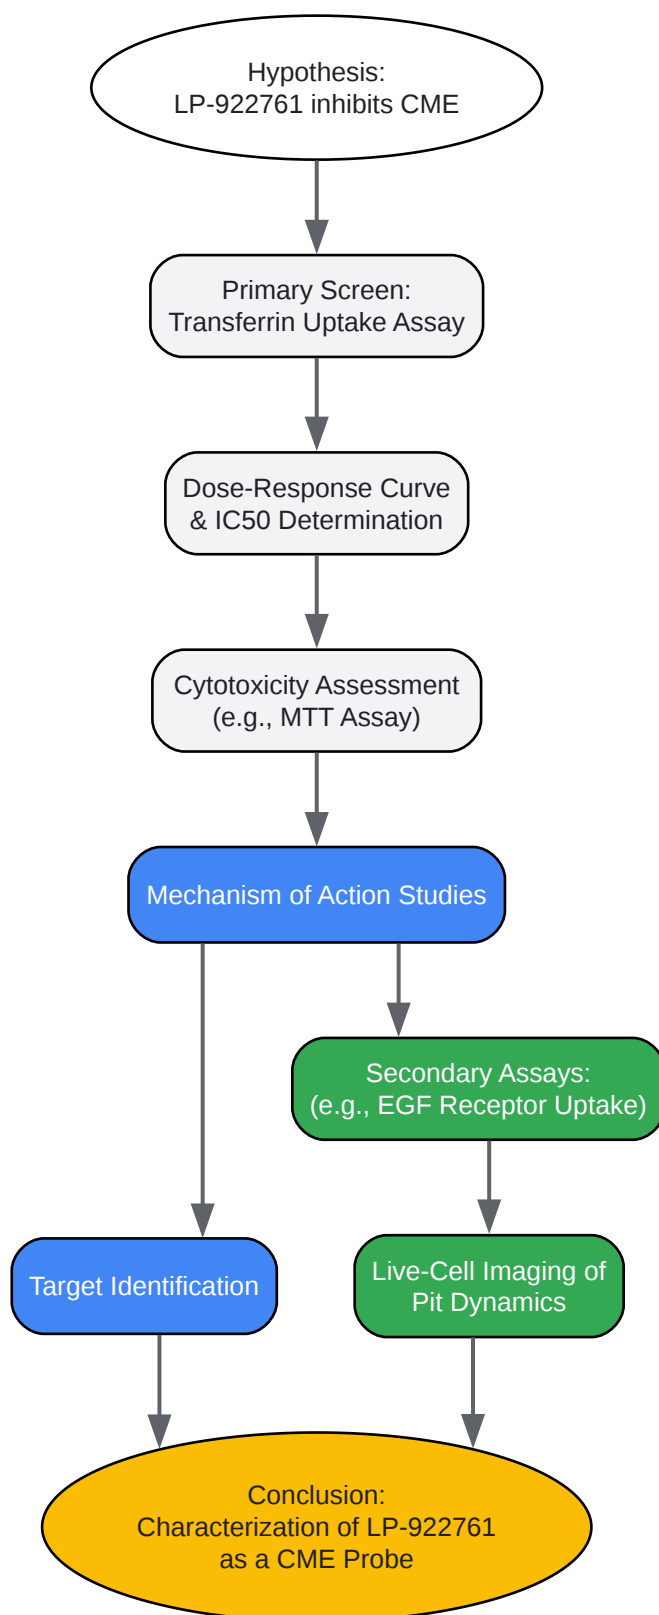 Hypothesis:
LP-922761 inhibits CME
Primary Screen:
Transferrin Uptake Assay
Dose-Response Curve
& IC50 Determination
Cytotoxicity Assessment
(e.g., MTT Assay)
Mechanism of Action Studies
Secondary Assays:
(e.g., EGF Receptor Uptake)
Target Identification
Live-Cell Imaging of
Pit Dynamics
Conclusion:
Characterization of LP-922761
as a CME Probe